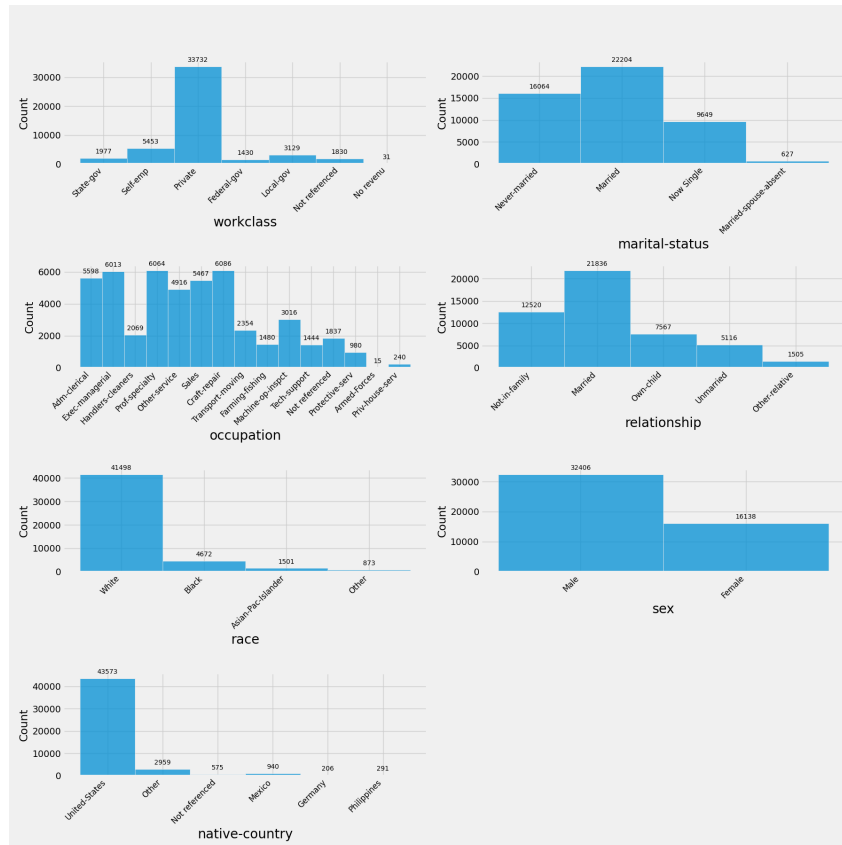 33732
30000
20000
10000
0
Count
1977
5453
1430
3129
1830
31
State-gov
Self-emp
Private
Federal-gov
Local-gov
Not referenced
No revenu
workclass
22204
20000
15000
10000
5000
0
Count
16064
9649
627
Never-married
Married
Now Single
Married-spouse-absent
marital-status
6000
4000
2000
0
Count
5598
6013
2069
6064
4916
5467
6086
2354
1480
3016
1444
1837
980
15
240
Adm-clerical
Exec-managerial
Handlers-cleaners
Prof-specialty
Other-service
Sales
Craft-repair
Transport-moving
Farming-fishing
Machine-op-inspct
Tech-support
Not referenced
Protective-serv
Armed-Forces
Priv-house-serv
occupation
20000
15000
10000
5000
0
Count
12520
21836
7567
5116
1505
Not-in-family
Married
Own-child
Unmarried
Other-relative
relationship
40000
30000
20000
10000
0
Count
41498
4672
1501
873
White
Black
Asian-Pac-Islander
Other
race
30000
20000
10000
0
Count
32406
16138
Male
Female
sex
40000
30000
20000
10000
0
Count
43573
2959
575
940
206
291
United-States
Other
Not referenced
Mexico
Germany
Philippines
native-country